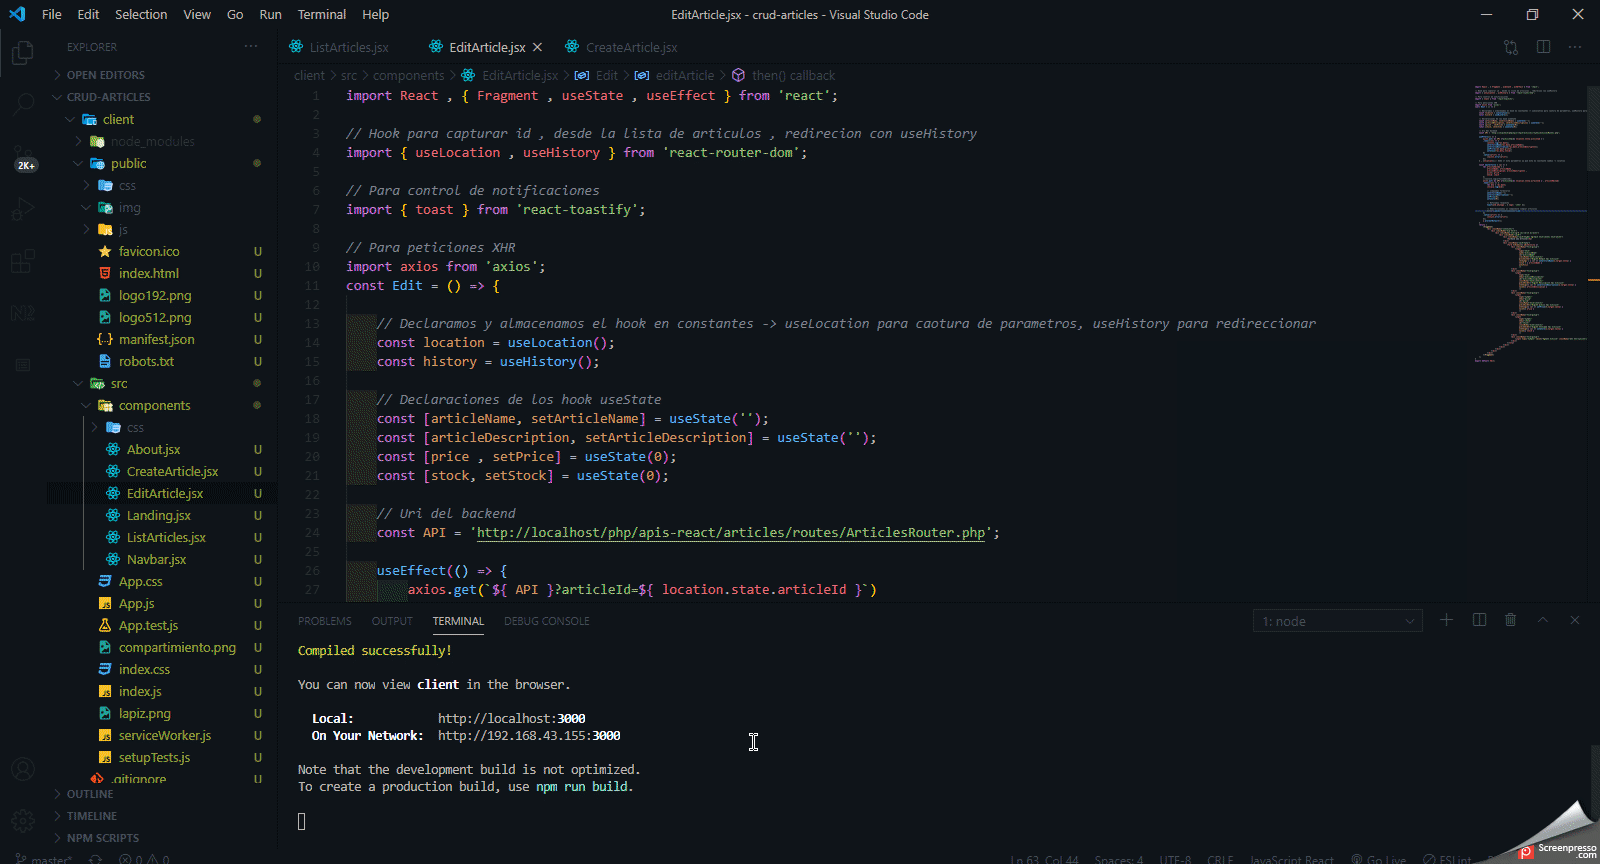 File Edit Selection View Go Run Terminal Help
EditArticle.jsx - crud-articles - Visual Studio Code
EXPLORER
OPEN EDITORS
CRUD-ARTICLES
client
node_modules
public
css
img
js
favicon.ico U
index.html U
logo192.png U
logo512.png U
manifest.json U
robots.txt U
src
components
css
About.jsx U
CreateArticle.jsx U
EditArticle.jsx U
Landing.jsx U
ListArticles.jsx U
Navbar.jsx U
App.css U
App.js U
App.test.js U
compartimiento.png U
index.css U
index.js U
lapiz.png U
serviceWorker.js U
setupTests.js U
.gitignore U
OUTLINE
TIMELINE
NPM SCRIPTS
2K+
ListArticles.jsx EditArticle.jsx CreateArticle.jsx
client > src > components > EditArticle.jsx > Edit > editArticle > then() callback
1 import React , { Fragment , useState , useEffect } from 'react';
2
3 // Hook para capturar id , desde la lista de articulos , redirecion con useHistory
4 import { useLocation , useHistory } from 'react-router-dom';
5
6 // Para control de notificaciones
7 import { toast } from 'react-toastify';
8
9 // Para peticiones XHR
10 import axios from 'axios';
11 const Edit = () => {
12
13 // Declaramos y almacenamos el hook en constantes -> useLocation para caotura de parametros, useHistory para redireccionar
14 const location = useLocation();
15 const history = useHistory();
16
17 // Declaraciones de los hook useState
18 const [articleName, setArticleName] = useState('');
19 const [articleDescription, setArticleDescription] = useState('');
20 const [price , setPrice] = useState(0);
21 const [stock, setStock] = useState(0);
22
23 // Uri del backend
24 const API = 'http://localhost/php/apis-react/articles/routes/ArticlesRouter.php';
25
26 useEffect(() => {
27 axios.get(`${ API }?articleId=${ location.state.articleId }`)
PROBLEMS OUTPUT TERMINAL DEBUG CONSOLE
1: node
Compiled successfully!
You can now view client in the browser.
Local: http://localhost:3000
On Your Network: http://192.168.43.155:3000
Note that the development build is not optimized.
To create a production build, use npm run build.
master* 0 0
Ln 63, Col 44 Spaces: 4 UTF-8 CRLF JavaScript React Go Live ESLint
Screenpresso
.com